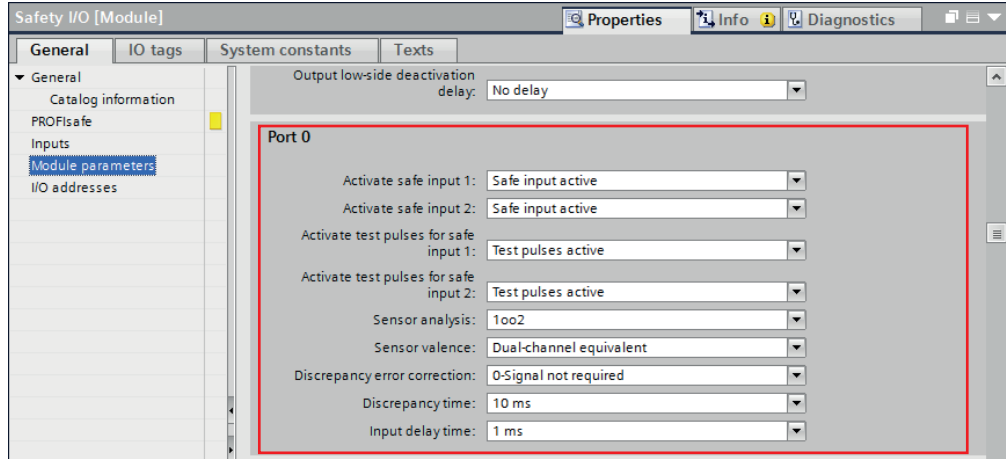 Safety I/O [Module]
Properties
Info
Diagnostics
General
IO tags
System constants
Texts
General
Catalog information
PROFIsafe
Inputs
Module parameters
I/O addresses
Output low-side deactivation
delay: No delay
Port 0
Activate safe input 1: Safe input active
Activate safe input 2: Safe input active
Activate test pulses for safe
input 1: Test pulses active
Activate test pulses for safe
input 2: Test pulses active
Sensor analysis: 1oo2
Sensor valence: Dual-channel equivalent
Discrepancy error correction: 0-Signal not required
Discrepancy time: 10 ms
Input delay time: 1 ms